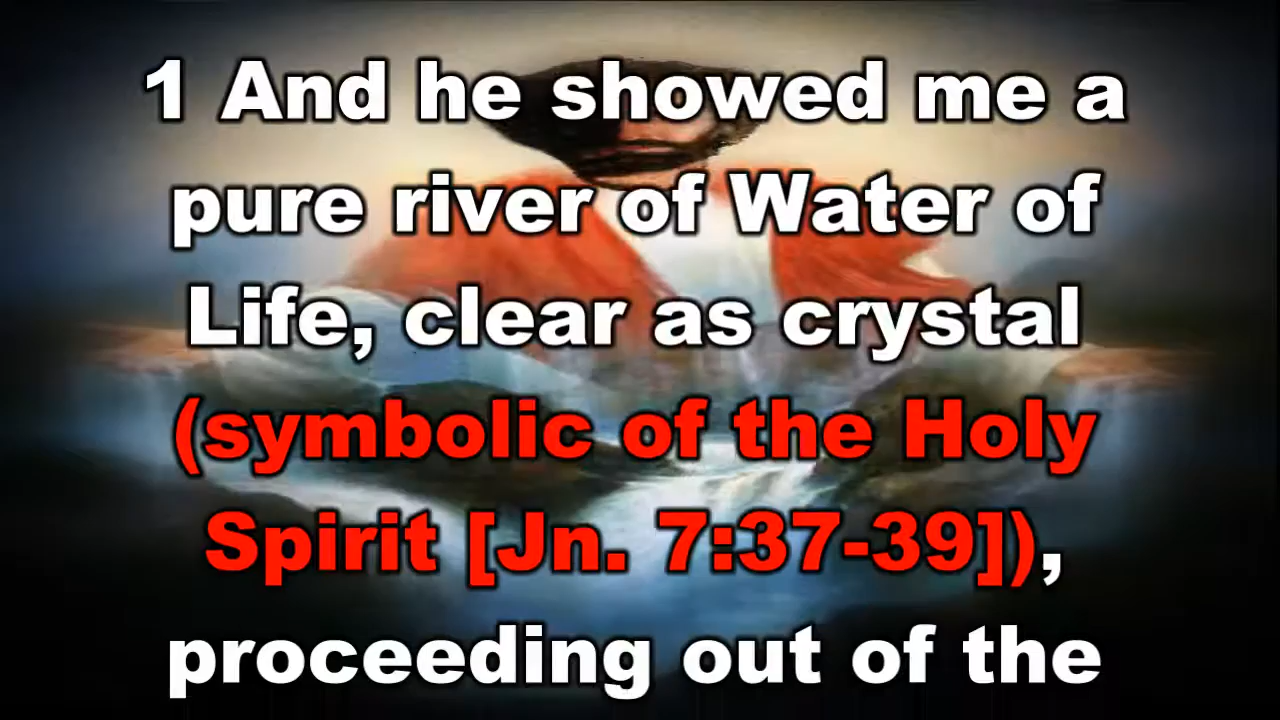 1 And he showed me a
pure river of Water of
Life, clear as crystal
(symbolic of the Holy
Spirit [Jn. 7:37-39]),
proceeding out of the